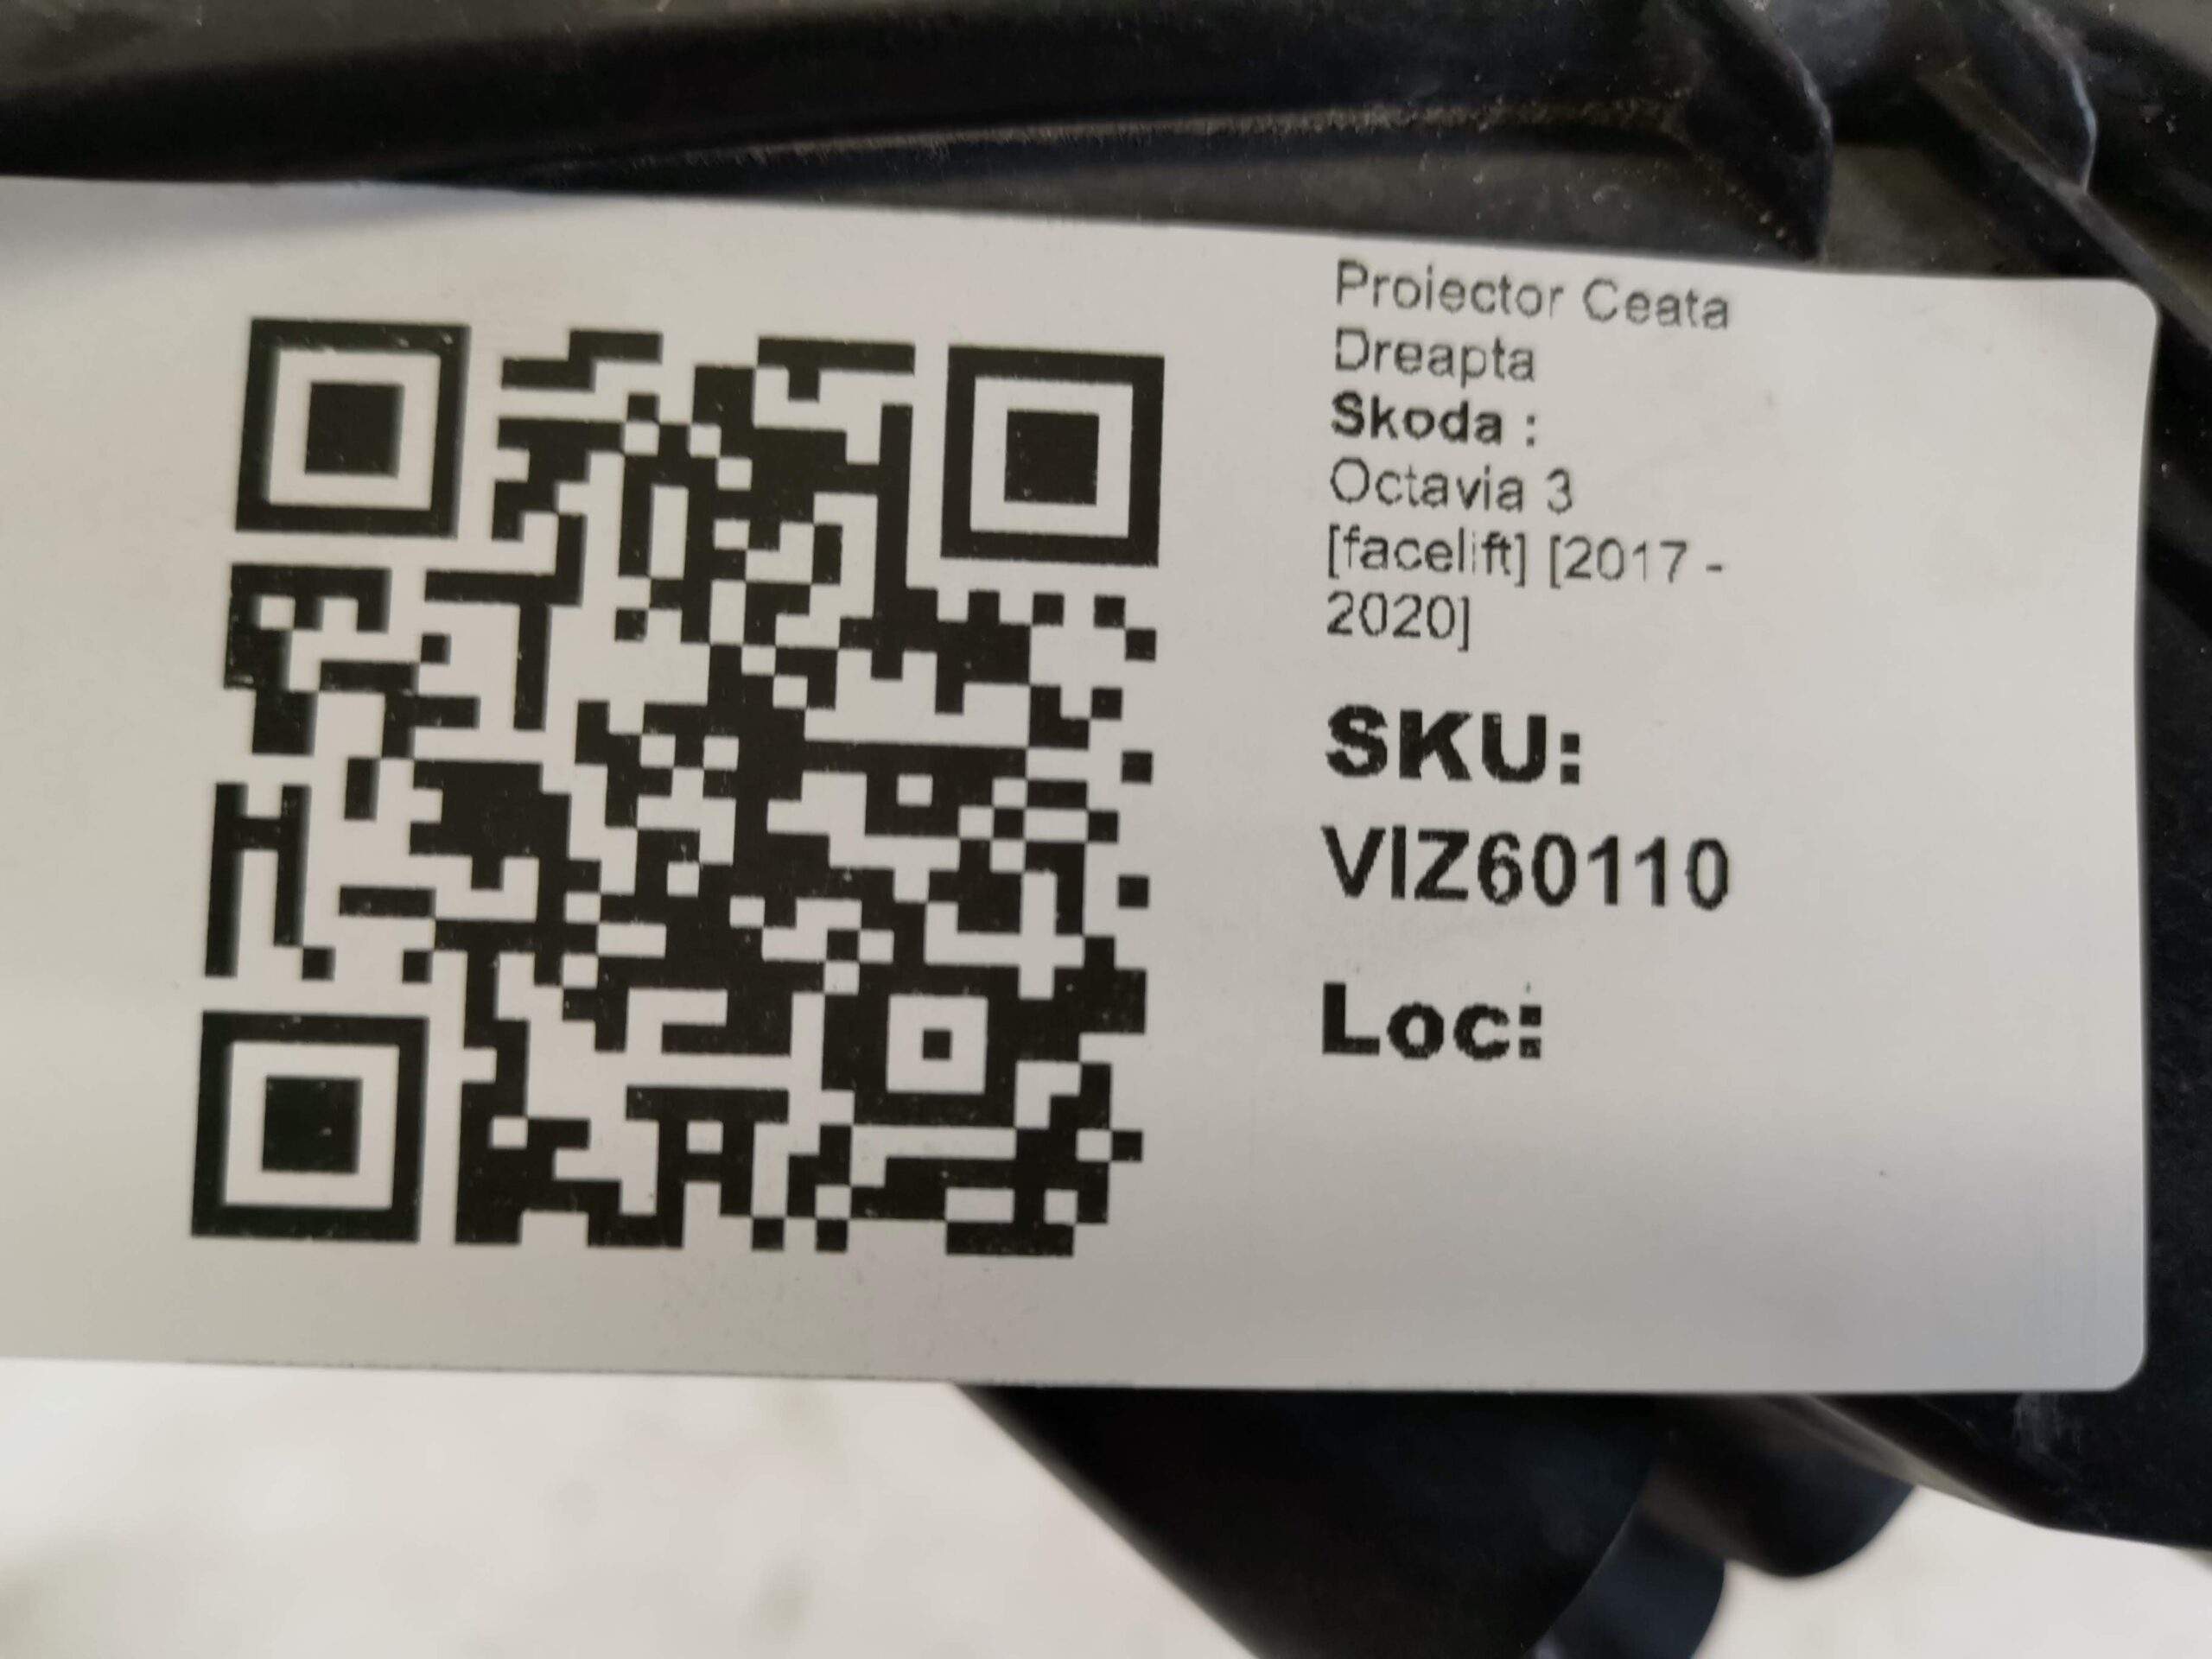 Proiector Ceata
Dreapta
Skoda :
Octavia 3
[facelift] [2017 -
2020]
SKU:
VIZ60110
Loc: